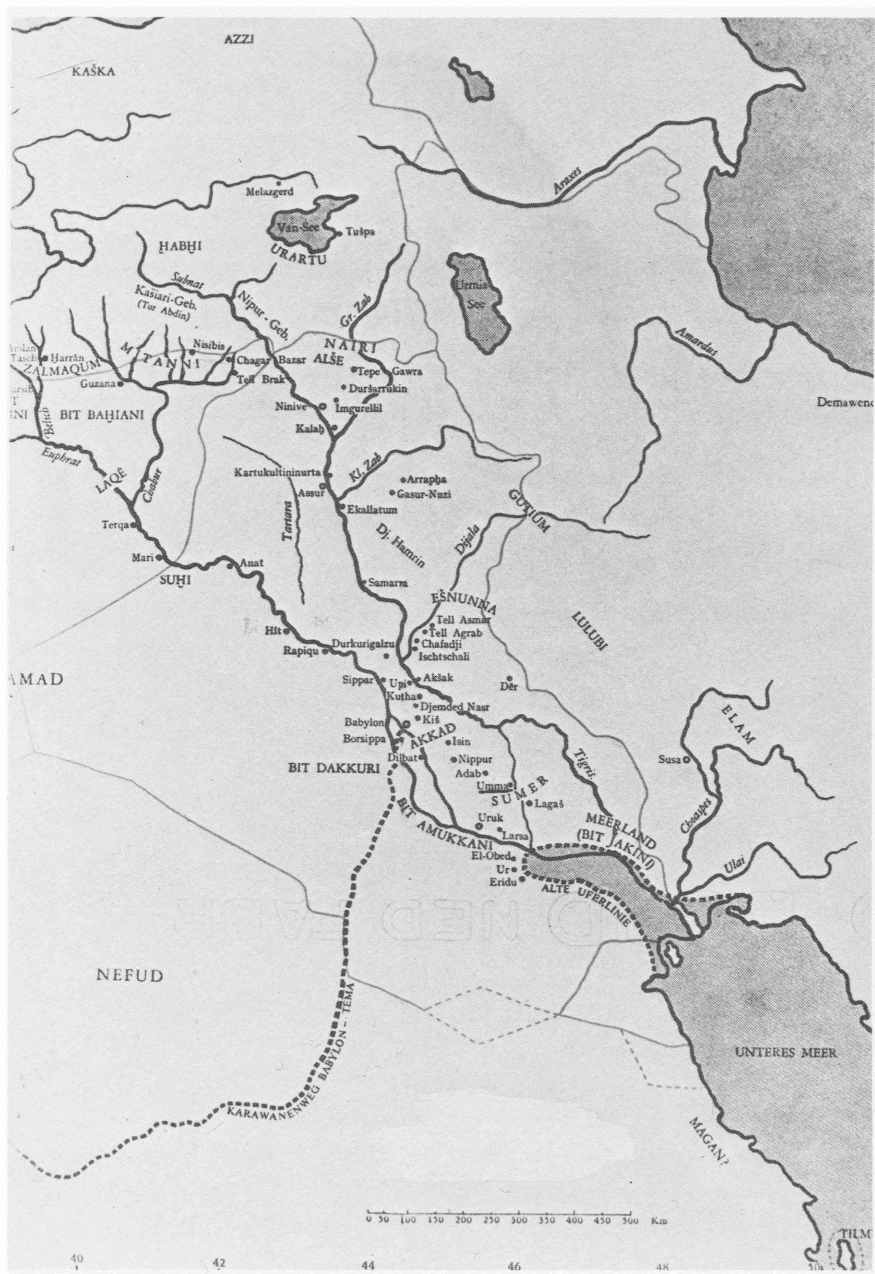 AZZI
KAŠKA
Araxes
Melazgerd
Van-See
Tušpa
URARTU
ḪABḪI
Subnat
Kašiari-Geb.
(Tur Abdin)
Nipur-Geb.
Gr. Zab
Urmia
See
Amardus
NAIRI
ALŠE
Nisibis
MITANNI
Chagar Bazar
Tell Brak
Ḫarrān
Tasch
ZALMAQUM
Guzana
BIT BAḪIANI
Belich
Tepe Gawra
Duršarrukin
Imgurellil
Ninive
Kalaḫ
Demawend
Euphrat
LAQĒ
Chabur
Kartukultininurta
Assur
Kl. Zab
Arrapḫa
Gasur-Nuzi
Ekallatum
GUTIUM
Terqa
Tartara
Dj. Hamrin
Dijala
Mari
SUḪI
Anat
Samarra
EŠNUNNA
Tell Asmar
Tell Agrab
Chafadji
Ischtschali
LULUBI
Hit
Rapiqu
Durkurigalzu
AMAD
Sippar
Upi
Akšak
Dēr
Kutha
Djemded Nasr
Kiš
ELAM
Babylon
AKKAD
Borsippa
Isin
Susa
Dilbat
Nippur
Adab
Tigris
BIT DAKKURI
Umma
SUMER
Lagaš
Choaspes
BIT AMUKKANI
Uruk
Larsa
MEERLAND
(BIT JAKINI)
El-Obed
Ur
Eridu
Ulai
ALTE UFERLINIE
NEFUD
KARAWANENWEG BABYLON-TEMA
UNTERES MEER
MAGAN?
0 50 100 150 200 250 300 350 400 450 500 Km
TILM
40 42 44 46 48 50